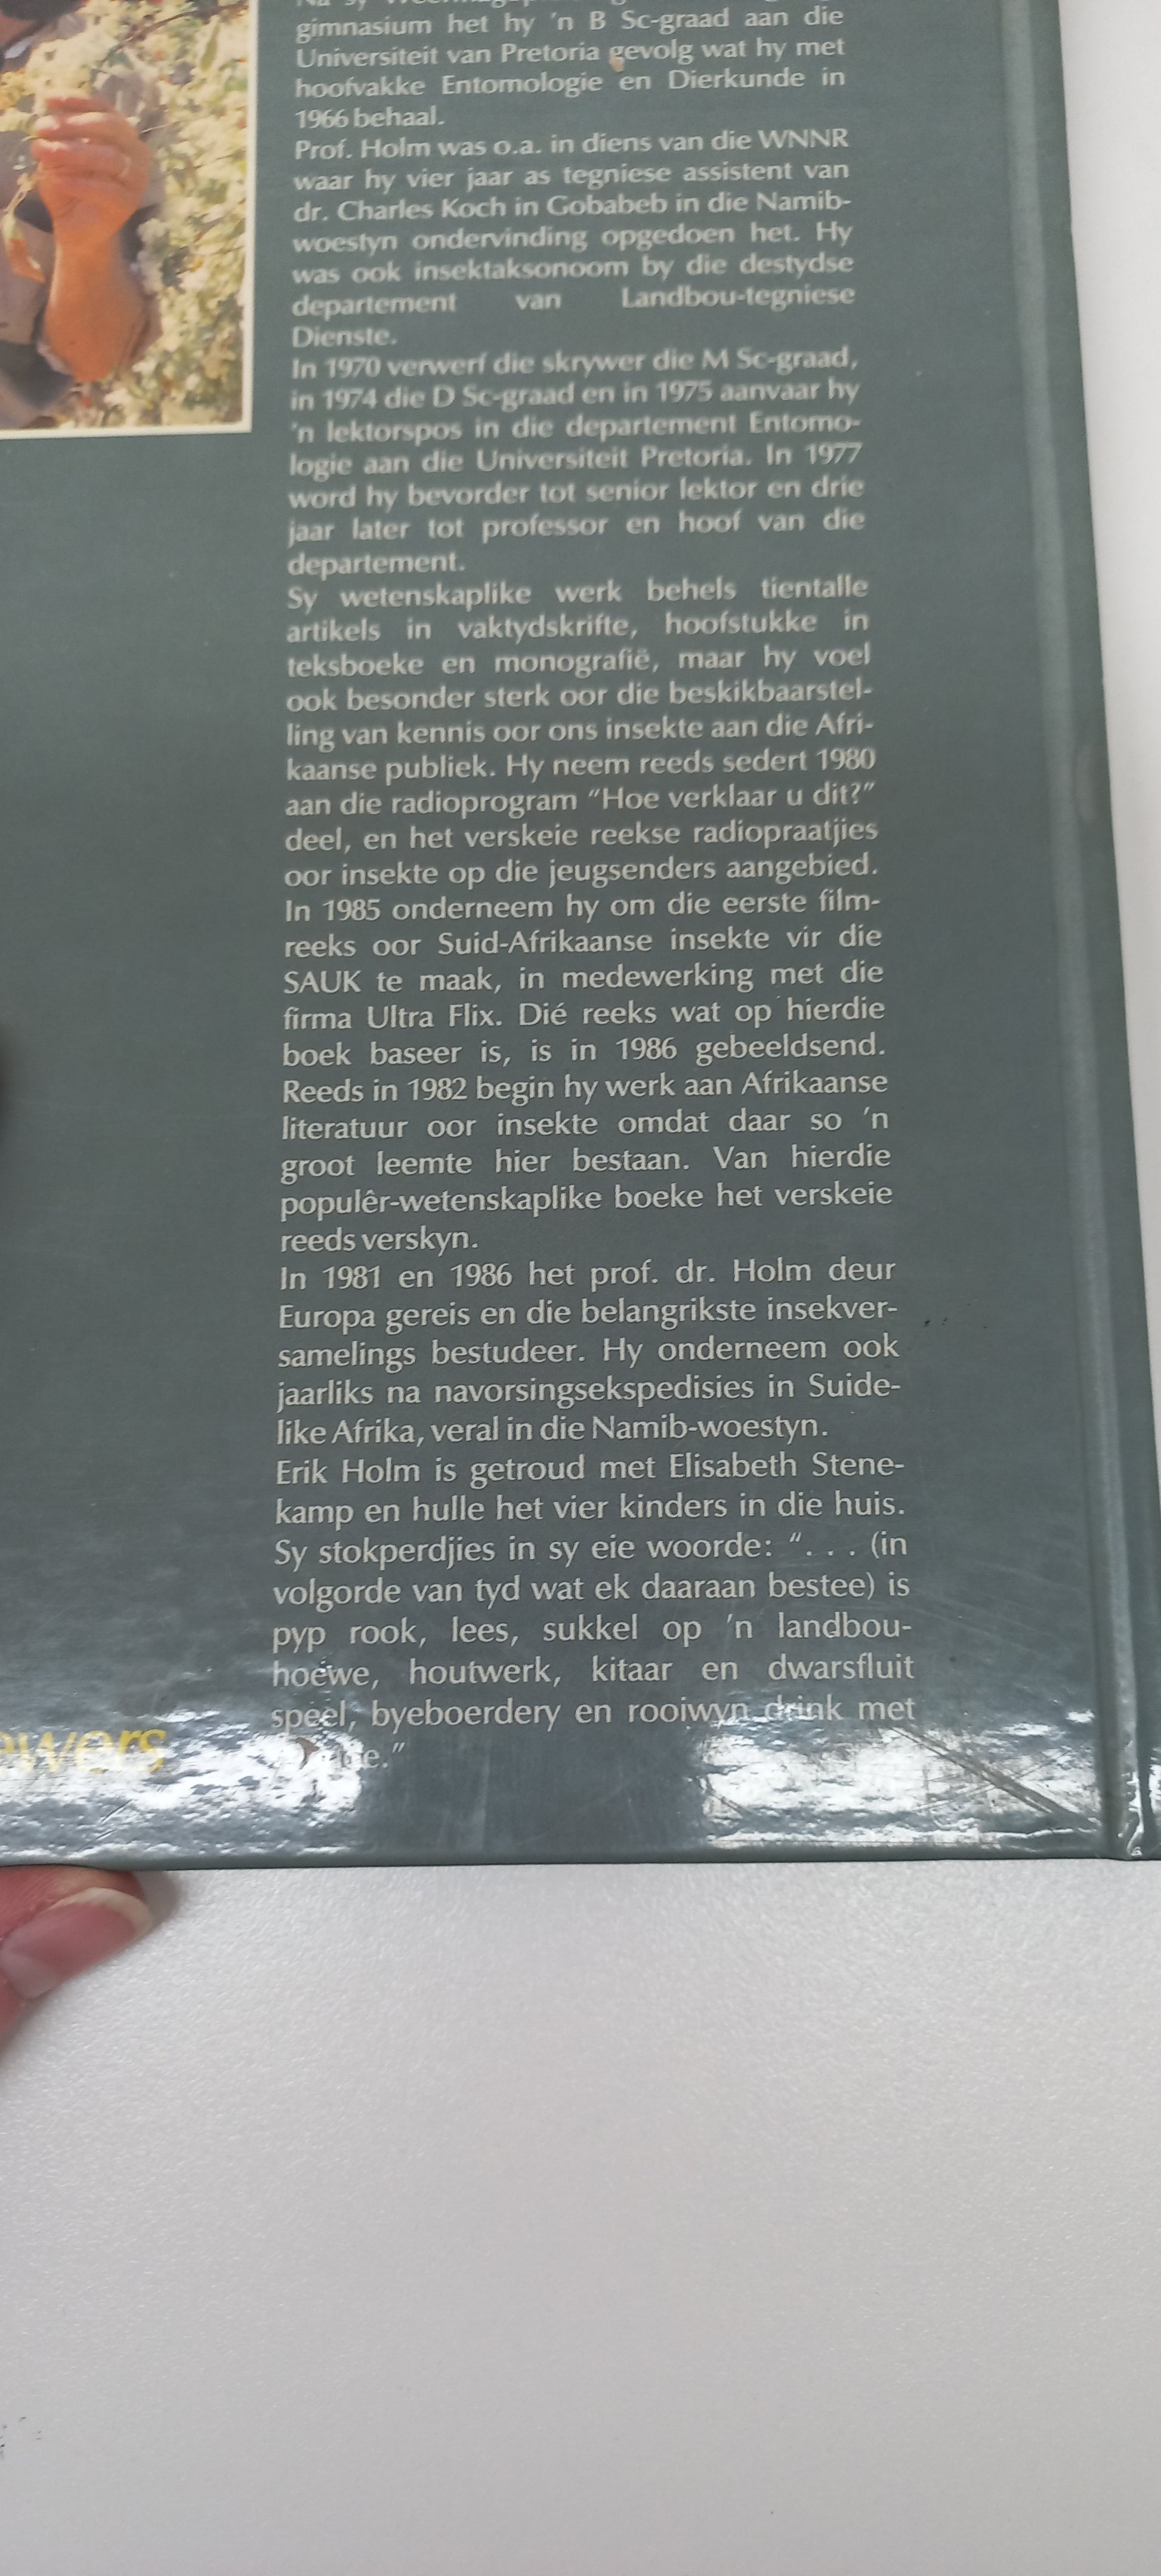 gimnasium het hy 'n B Sc-graad aan die
Universiteit van Pretoria gevolg wat hy met
hoofvakke Entomologie en Dierkunde in
1966 behaal.
Prof. Holm was o.a. in diens van die WNNR
waar hy vier jaar as tegniese assistent van
dr. Charles Koch in Gobabeb in die Namib-
woestyn ondervinding opgedoen het. Hy
was ook insektaksonoom by die destydse
departement van Landbou-tegniese
Dienste.
In 1970 verwerf die skrywer die M Sc-graad,
in 1974 die D Sc-graad en in 1975 aanvaar hy
'n lektorspos in die departement Entomo-
logie aan die Universiteit Pretoria. In 1977
word hy bevorder tot senior lektor en drie
jaar later tot professor en hoof van die
departement.
Sy wetenskaplike werk behels tientalle
artikels in vaktydskrifte, hoofstukke in
teksboeke en monografië, maar hy voel
ook besonder sterk oor die beskikbaarstel-
ling van kennis oor ons insekte aan die Afri-
kaanse publiek. Hy neem reeds sedert 1980
aan die radioprogram "Hoe verklaar u dit?"
deel, en het verskeie reekse radiopraatjies
oor insekte op die jeugsenders aangebied.
In 1985 onderneem hy om die eerste film-
reeks oor Suid-Afrikaanse insekte vir die
SAUK te maak, in medewerking met die
firma Ultra Flix. Dié reeks wat op hierdie
boek baseer is, is in 1986 gebeeldsend.
Reeds in 1982 begin hy werk aan Afrikaanse
literatuur oor insekte omdat daar so 'n
groot leemte hier bestaan. Van hierdie
populêr-wetenskaplike boeke het verskeie
reeds verskyn.
In 1981 en 1986 het prof. dr. Holm deur
Europa gereis en die belangrikste insekver-
samelings bestudeer. Hy onderneem ook
jaarliks na navorsingsekspedisies in Suide-
like Afrika, veral in die Namib-woestyn.
Erik Holm is getroud met Elisabeth Stene-
kamp en hulle het vier kinders in die huis.
Sy stokperdjies in sy eie woorde: ". . . (in
volgorde van tyd wat ek daaraan bestee) is
pyp rook, lees, sukkel op 'n landbou-
hoewe, houtwerk, kitaar en dwarsfluit
speel, byeboerdery en rooiwyn drink met